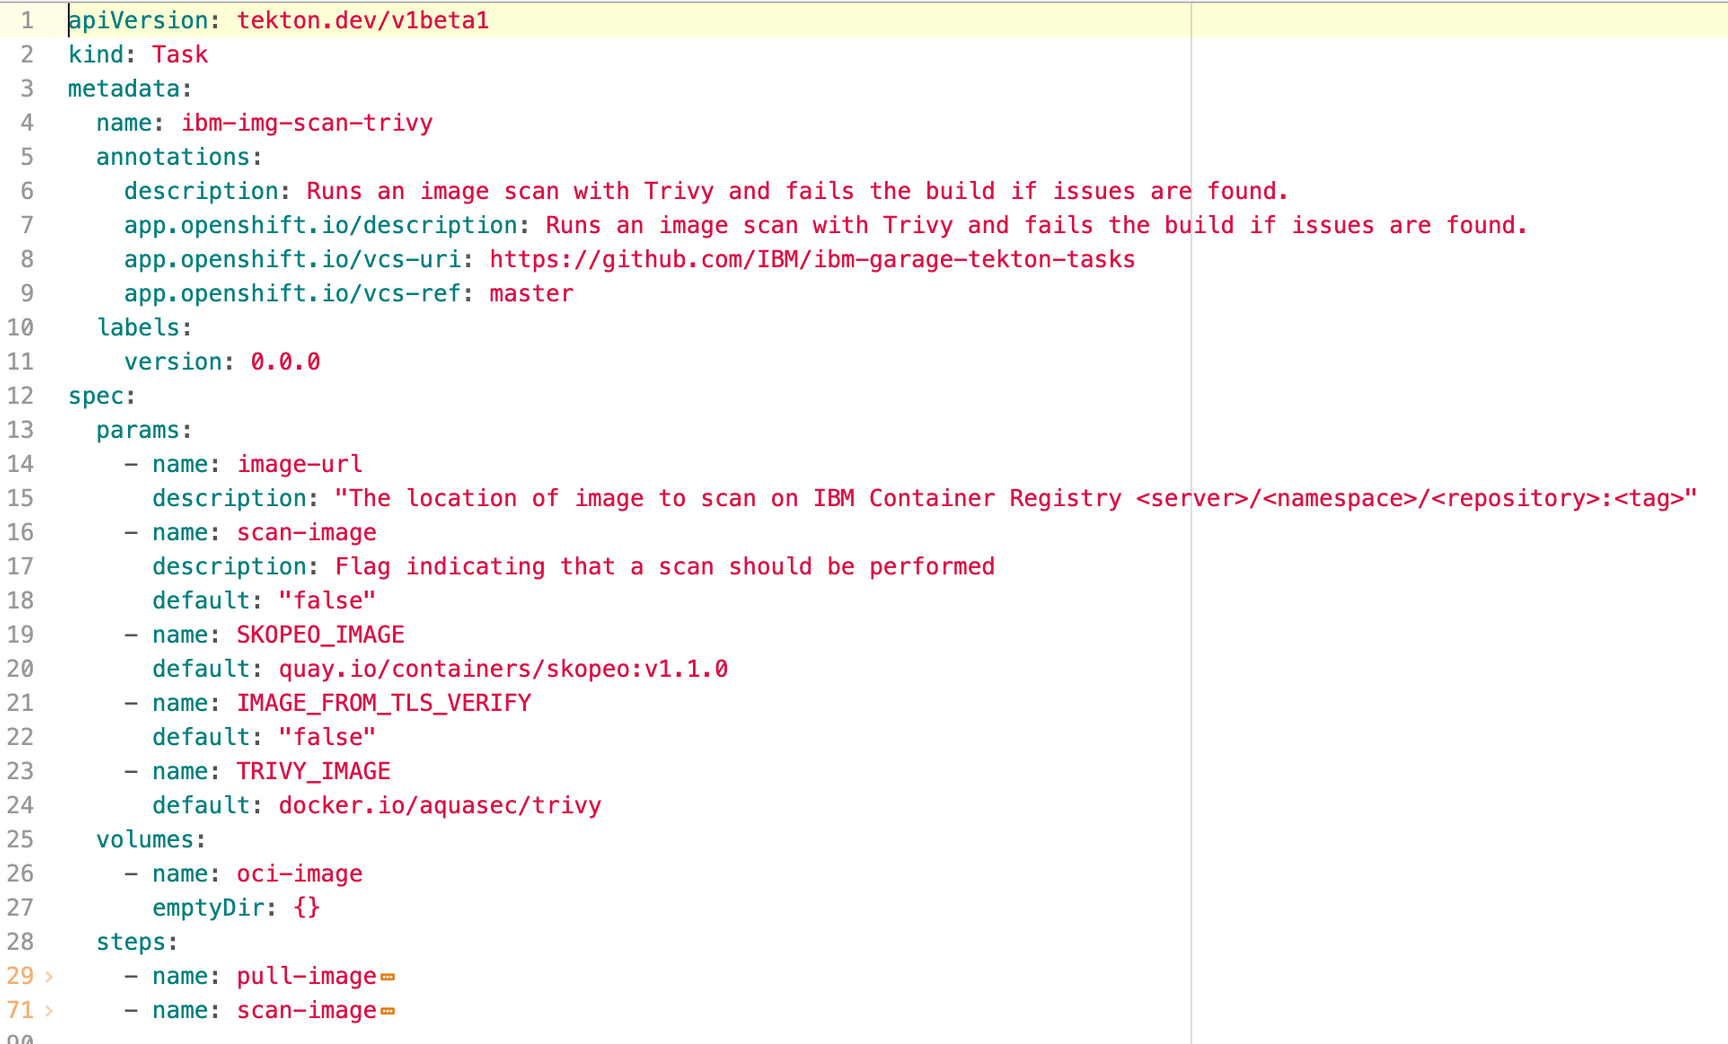 1 apiVersion: tekton.dev/v1beta1
2 kind: Task
3 metadata:
4   name: ibm-img-scan-trivy
5   annotations:
6     description: Runs an image scan with Trivy and fails the build if issues are found.
7     app.openshift.io/description: Runs an image scan with Trivy and fails the build if issues are found.
8     app.openshift.io/vcs-uri: https://github.com/IBM/ibm-garage-tekton-tasks
9     app.openshift.io/vcs-ref: master
10   labels:
11     version: 0.0.0
12 spec:
13   params:
14     - name: image-url
15       description: "The location of image to scan on IBM Container Registry <server>/<namespace>/<repository>:<tag>"
16     - name: scan-image
17       description: Flag indicating that a scan should be performed
18       default: "false"
19     - name: SKOPEO_IMAGE
20       default: quay.io/containers/skopeo:v1.1.0
21     - name: IMAGE_FROM_TLS_VERIFY
22       default: "false"
23     - name: TRIVY_IMAGE
24       default: docker.io/aquasec/trivy
25   volumes:
26     - name: oci-image
27       emptyDir: {}
28   steps:
29 >     - name: pull-image
71 >     - name: scan-image
90